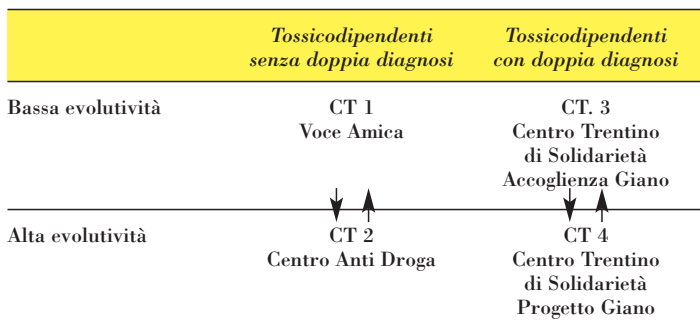 Tossicodipendenti
senza doppia diagnosi
Tossicodipendenti
con doppia diagnosi
Bassa evolutività
CT 1
Voce Amica
CT. 3
Centro Trentino
di Solidarietà
Accoglienza Giano
Alta evolutività
CT 2
Centro Anti Droga
CT 4
Centro Trentino
di Solidarietà
Progetto Giano